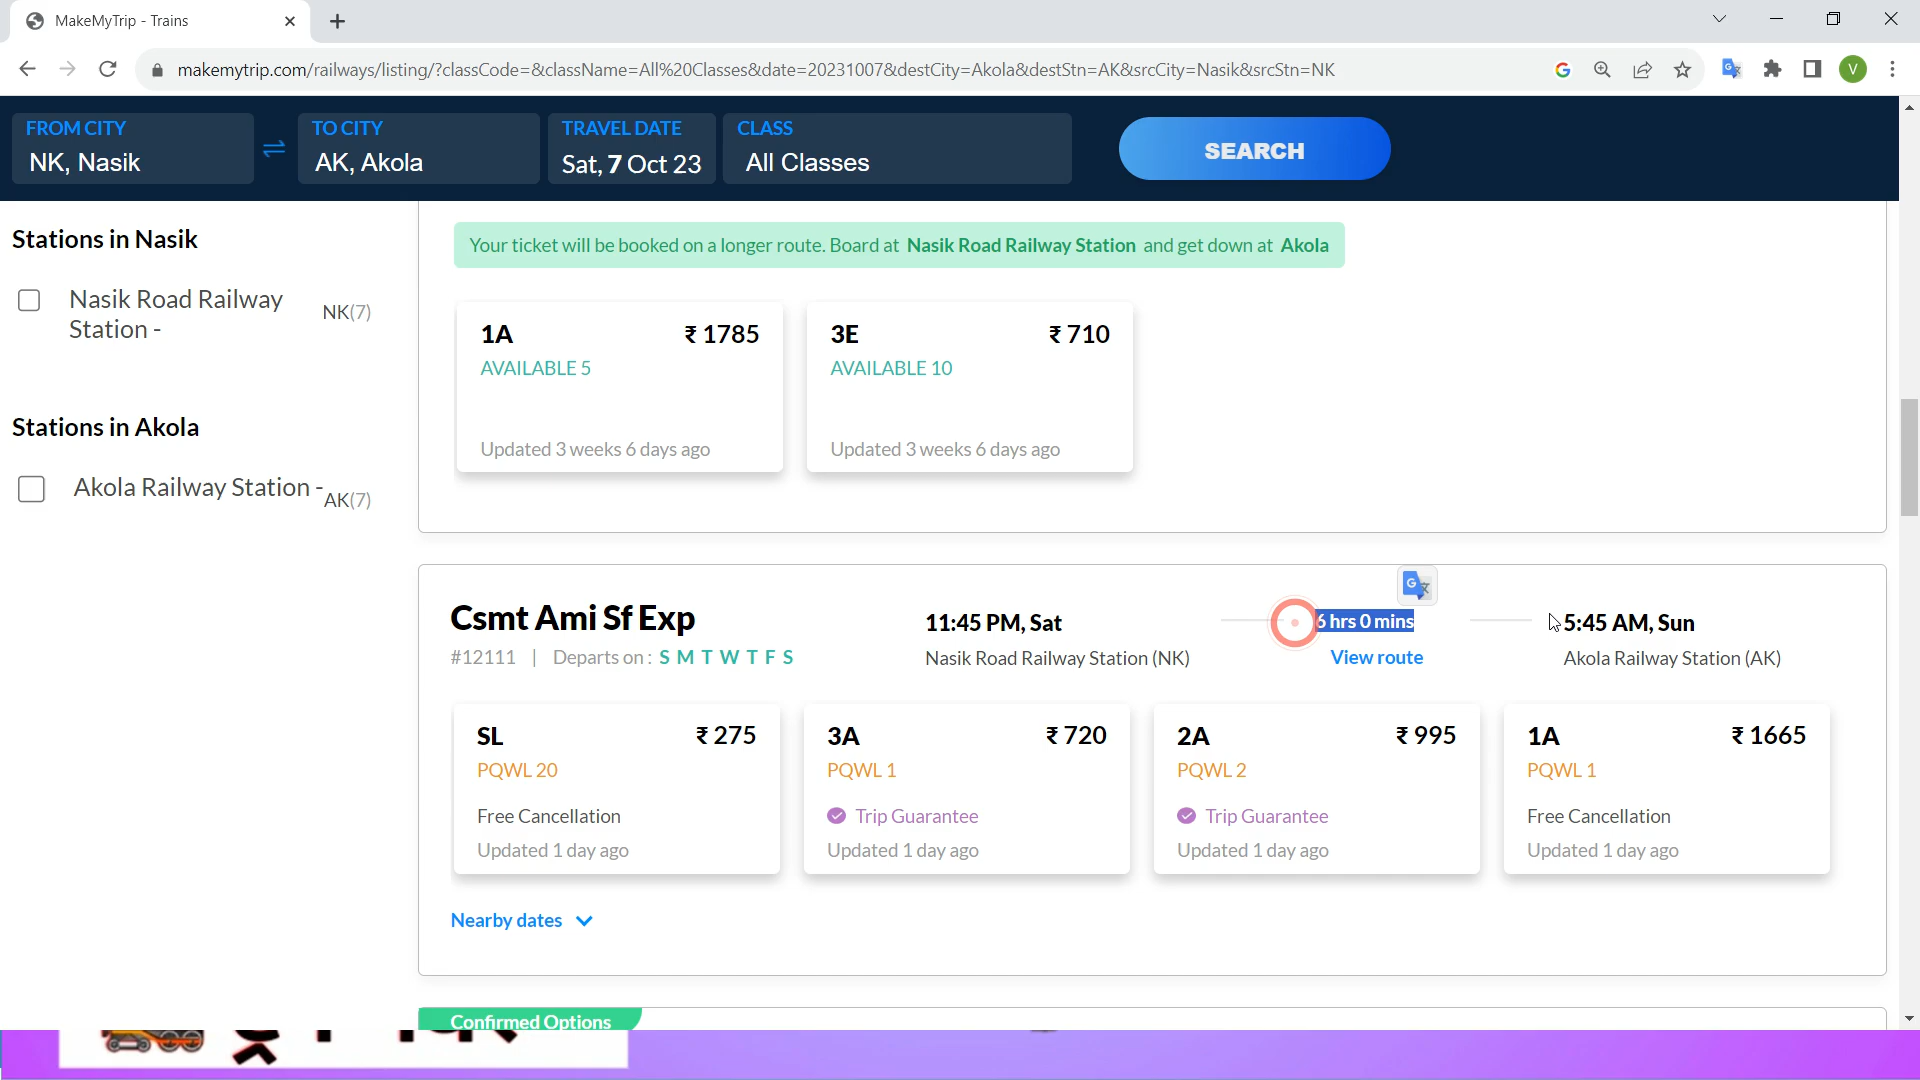 MakeMyTrip - Trains
makemytrip.com/railways/listing/?classCode=&className=All%20Classes&date=20231007&destCity=Akola&destStn=AK&srcCity=Nasik&srcStn=NK
V
FROM CITY
NK, Nasik
TO CITY
AK, Akola
TRAVEL DATE
Sat, 7 Oct 23
CLASS
All Classes
SEARCH
Stations in Nasik
Nasik Road Railway
Station -
NK(7)
Stations in Akola
Akola Railway Station -
AK(7)
Your ticket will be booked on a longer route. Board at Nasik Road Railway Station and get down at Akola
1A ₹ 1785
AVAILABLE 5
Updated 3 weeks 6 days ago
3E ₹ 710
AVAILABLE 10
Updated 3 weeks 6 days ago
Csmt Ami Sf Exp
#12111 | Departs on : S M T W T F S
11:45 PM, Sat
Nasik Road Railway Station (NK)
6 hrs 0 mins
View route
5:45 AM, Sun
Akola Railway Station (AK)
SL ₹ 275
PQWL 20
Free Cancellation
Updated 1 day ago
3A ₹ 720
PQWL 1
Trip Guarantee
Updated 1 day ago
2A ₹ 995
PQWL 2
Trip Guarantee
Updated 1 day ago
1A ₹ 1665
PQWL 1
Free Cancellation
Updated 1 day ago
Nearby dates
Confirmed Options